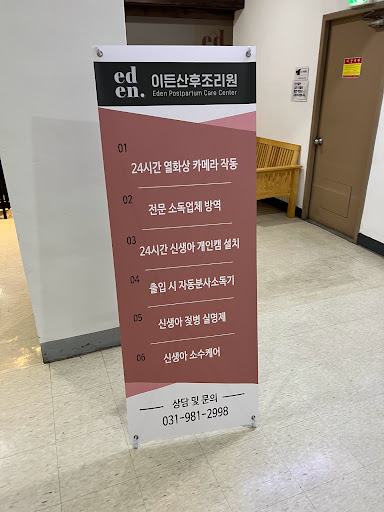 ed
en.
이든산후조리원
Eden Postpartum Care Center
01
24시간 열화상 카메라 작동
02
전문 소독업체 방역
03
24시간 신생아 개인캠 설치
04
출입 시 자동분사소독기
05
신생아 젖병 실명제
06
신생아 소수케어
상담 및 문의
031-981-2998